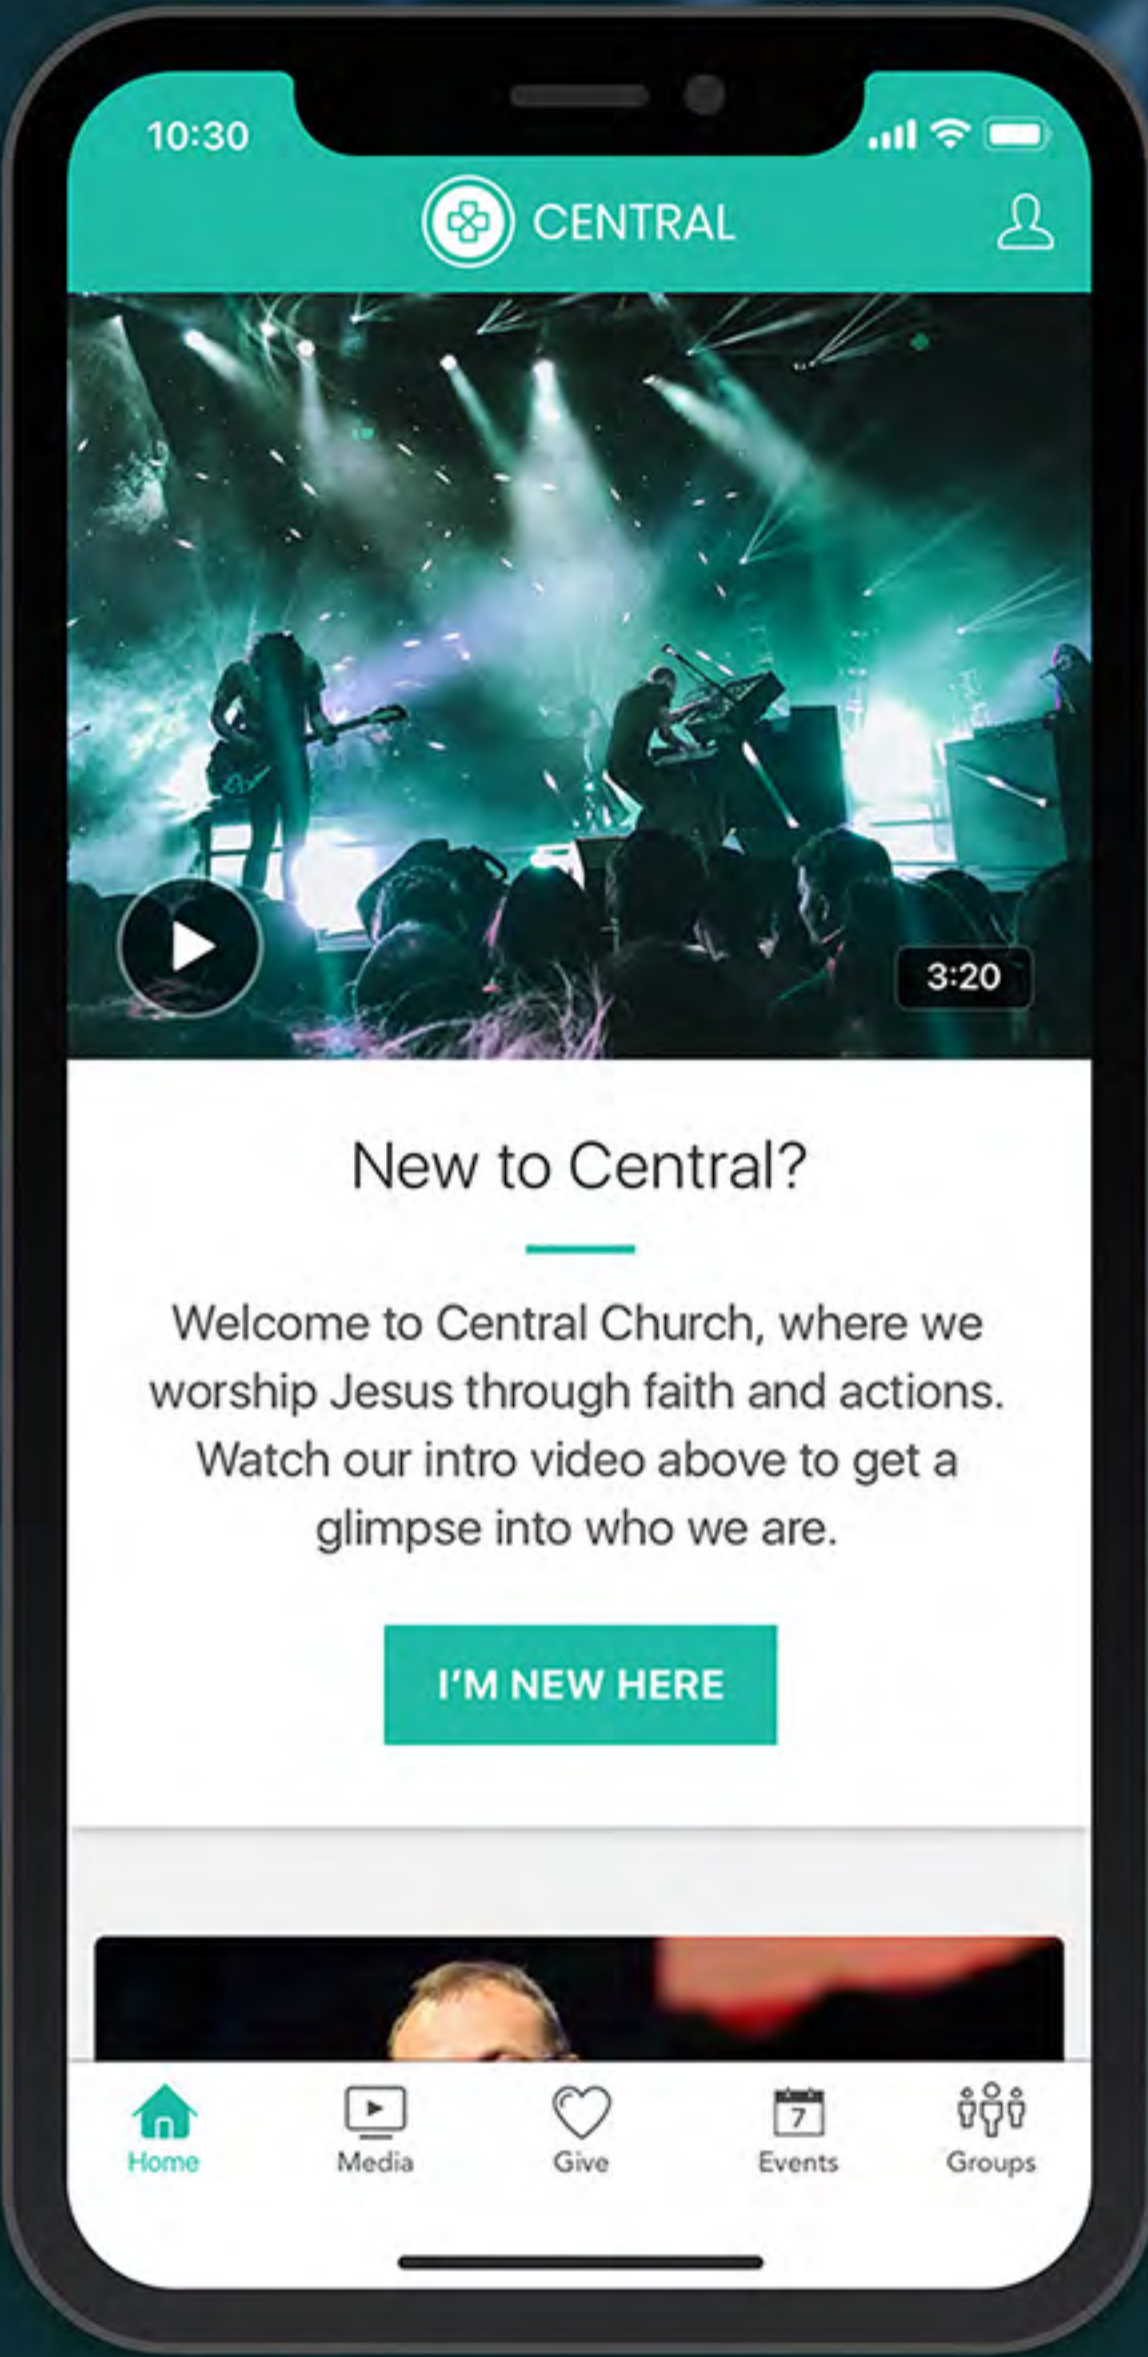 10:30
CENTRAL
3:20
New to Central?
Welcome to Central Church, where we
worship Jesus through faith and actions.
Watch our intro video above to get a
glimpse into who we are.
I'M NEW HERE
7
Home
Media
Give
Events
Groups